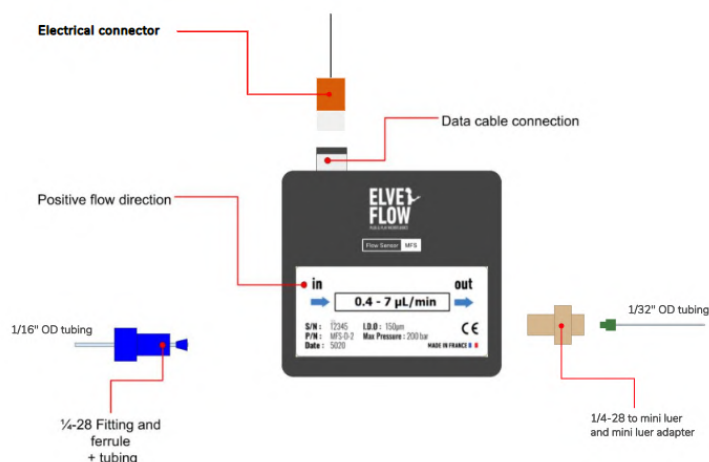 Electrical connector
Data cable connection
Positive flow direction
ELVE
FLOW
Flow Sensor MFS
in
out
0.4 - 7 µL/min
S/N : 12345 I.D.O : 150µm
P/N : MFS-D-2 Max Pressure : 200 bar
Date : 5020
MADE IN FRANCE
CE
1/16" OD tubing
1/32" OD tubing
¼-28 Fitting and
ferrule
+ tubing
1/4-28 to mini luer
and mini luer adapter